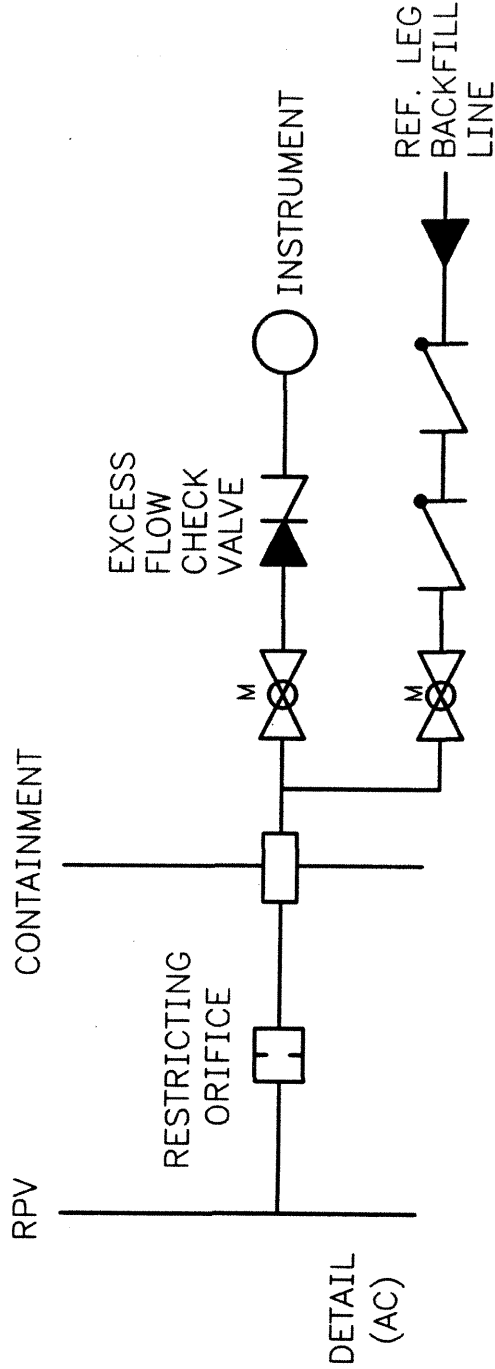 RPV
CONTAINMENT
RESTRICTING
ORIFICE
M
EXCESS
FLOW
CHECK
VALVE
INSTRUMENT
M
REF. LEG
BACKFILL
LINE
DETAIL
(AC)